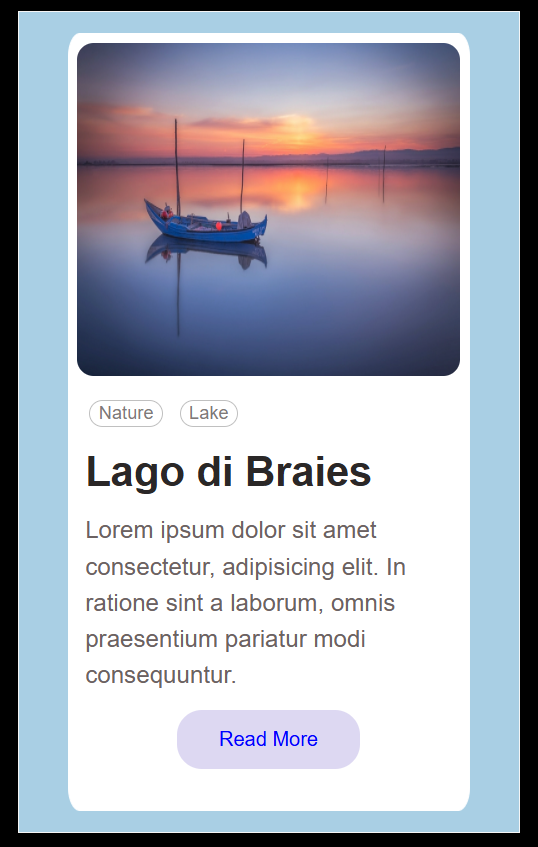 Nature Lake
Lago di Braies
Lorem ipsum dolor sit amet
consectetur, adipisicing elit. In
ratione sint a laborum, omnis
praesentium pariatur modi
consequuntur.
Read More